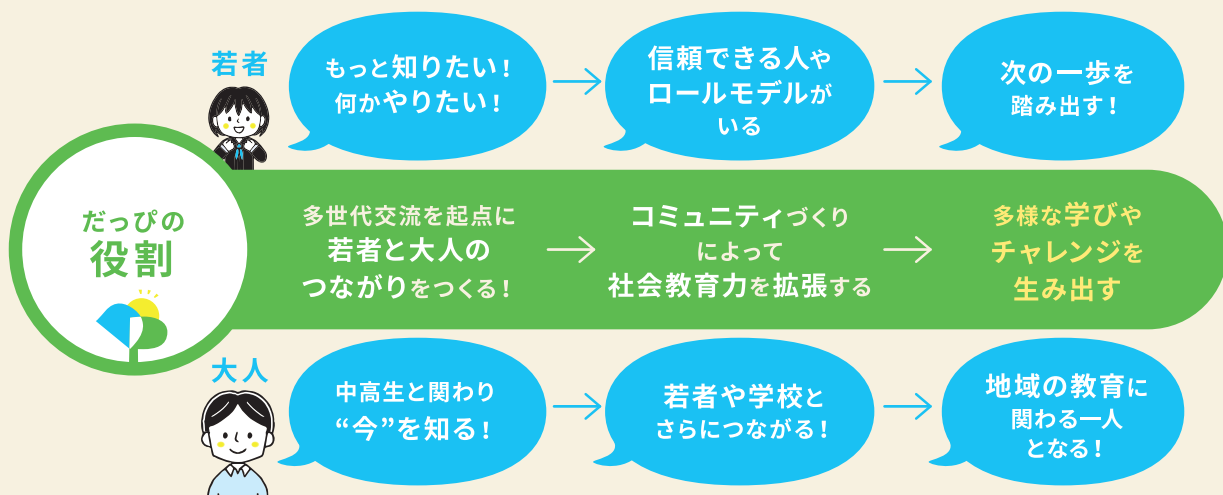 若者
もっと知りたい！
何かやりたい！
信頼できる人や
ロールモデルが
いる
次の一歩を
踏み出す！
だっぴの
役割
多世代交流を起点に
若者と大人の
つながりをつくる！
コミュニティづくり
によって
社会教育力を拡張する
多様な学びや
チャレンジを
生み出す
大人
中高生と関わり
“今”を知る！
若者や学校と
さらにつながる！
地域の教育に
関わる一人
となる！